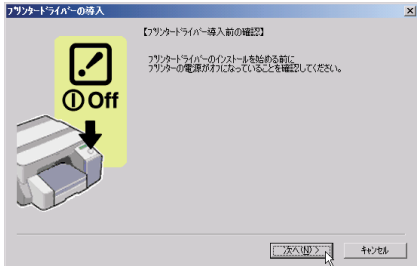 プリンタードライバーの導入
【プリンタードライバー導入前の確認】
プリンタードライバーのインストールを始める前に
プリンターの電源がオフになっていることを確認してください。
Off
次へ(N) >
キャンセル